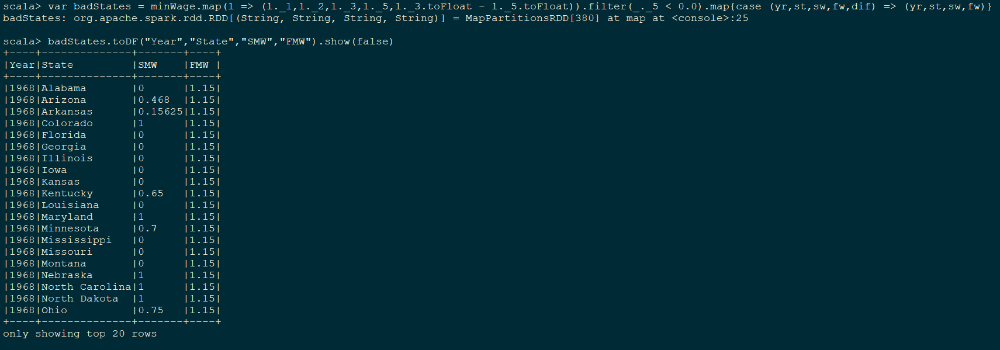 scala> var badStates = minWage.map(l => (l._1,l._2,l._3,l._5,l._3.toFloat - l._5.toFloat)).filter(_._5 < 0.0).map{case (yr,st,sw,fw,dif) => (yr,st,sw,fw)}
badStates: org.apache.spark.rdd.RDD[(String, String, String, String)] = MapPartitionsRDD[380] at map at <console>:25
scala> badStates.toDF("Year","State","SMW","FMW").show(false)
+----+--------------+-------+----+
|Year|State         |SMW    |FMW |
+----+--------------+-------+----+
|1968|Alabama       |0      |1.15|
|1968|Arizona       |0.468  |1.15|
|1968|Arkansas      |0.15625|1.15|
|1968|Colorado      |1      |1.15|
|1968|Florida       |0      |1.15|
|1968|Georgia       |0      |1.15|
|1968|Illinois      |0      |1.15|
|1968|Iowa          |0      |1.15|
|1968|Kansas        |0      |1.15|
|1968|Kentucky      |0.65   |1.15|
|1968|Louisiana     |0      |1.15|
|1968|Maryland      |1      |1.15|
|1968|Minnesota     |0.7    |1.15|
|1968|Mississippi   |0      |1.15|
|1968|Missouri      |0      |1.15|
|1968|Montana       |0      |1.15|
|1968|Nebraska      |1      |1.15|
|1968|North Carolina|1      |1.15|
|1968|North Dakota  |1      |1.15|
|1968|Ohio          |0.75   |1.15|
+----+--------------+-------+----+
only showing top 20 rows